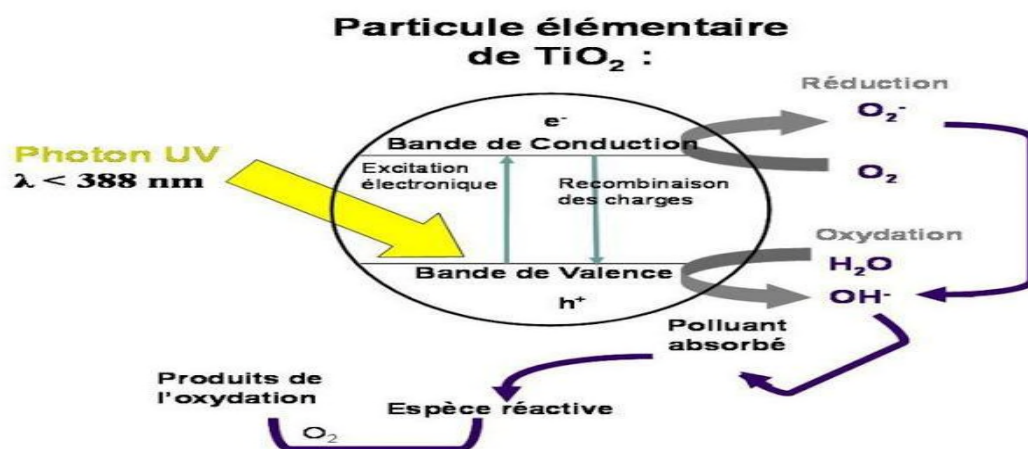 Particule élémentaire
de TiO₂ :
Réduction
e⁻
O₂⁻
Bande de Conduction
Photon UV
λ < 388 nm
Excitation
électronique
Recombinaison
des charges
O₂
Oxydation
H₂O
Bande de Valence
h⁺
OH·
Polluant
absorbé
Produits de
l'oxydation
Espèce réactive
O₂